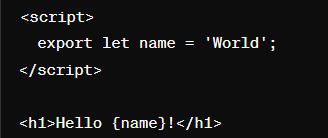 <script>
  export let name = 'World';
</script>

<h1>Hello {name}!</h1>